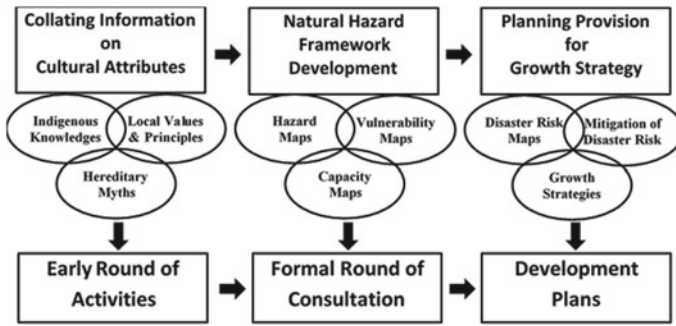 Collating Information
on
Cultural Attributes
Natural Hazard
Framework
Development
Planning Provision
for
Growth Strategy
Indigenous
Knowledges
Local Values
& Principles
Hereditary
Myths
Hazard
Maps
Vulnerability
Maps
Capacity
Maps
Disaster Risk
Maps
Mitigation of
Disaster Risk
Growth
Strategies
Early Round of
Activities
Formal Round of
Consultation
Development
Plans